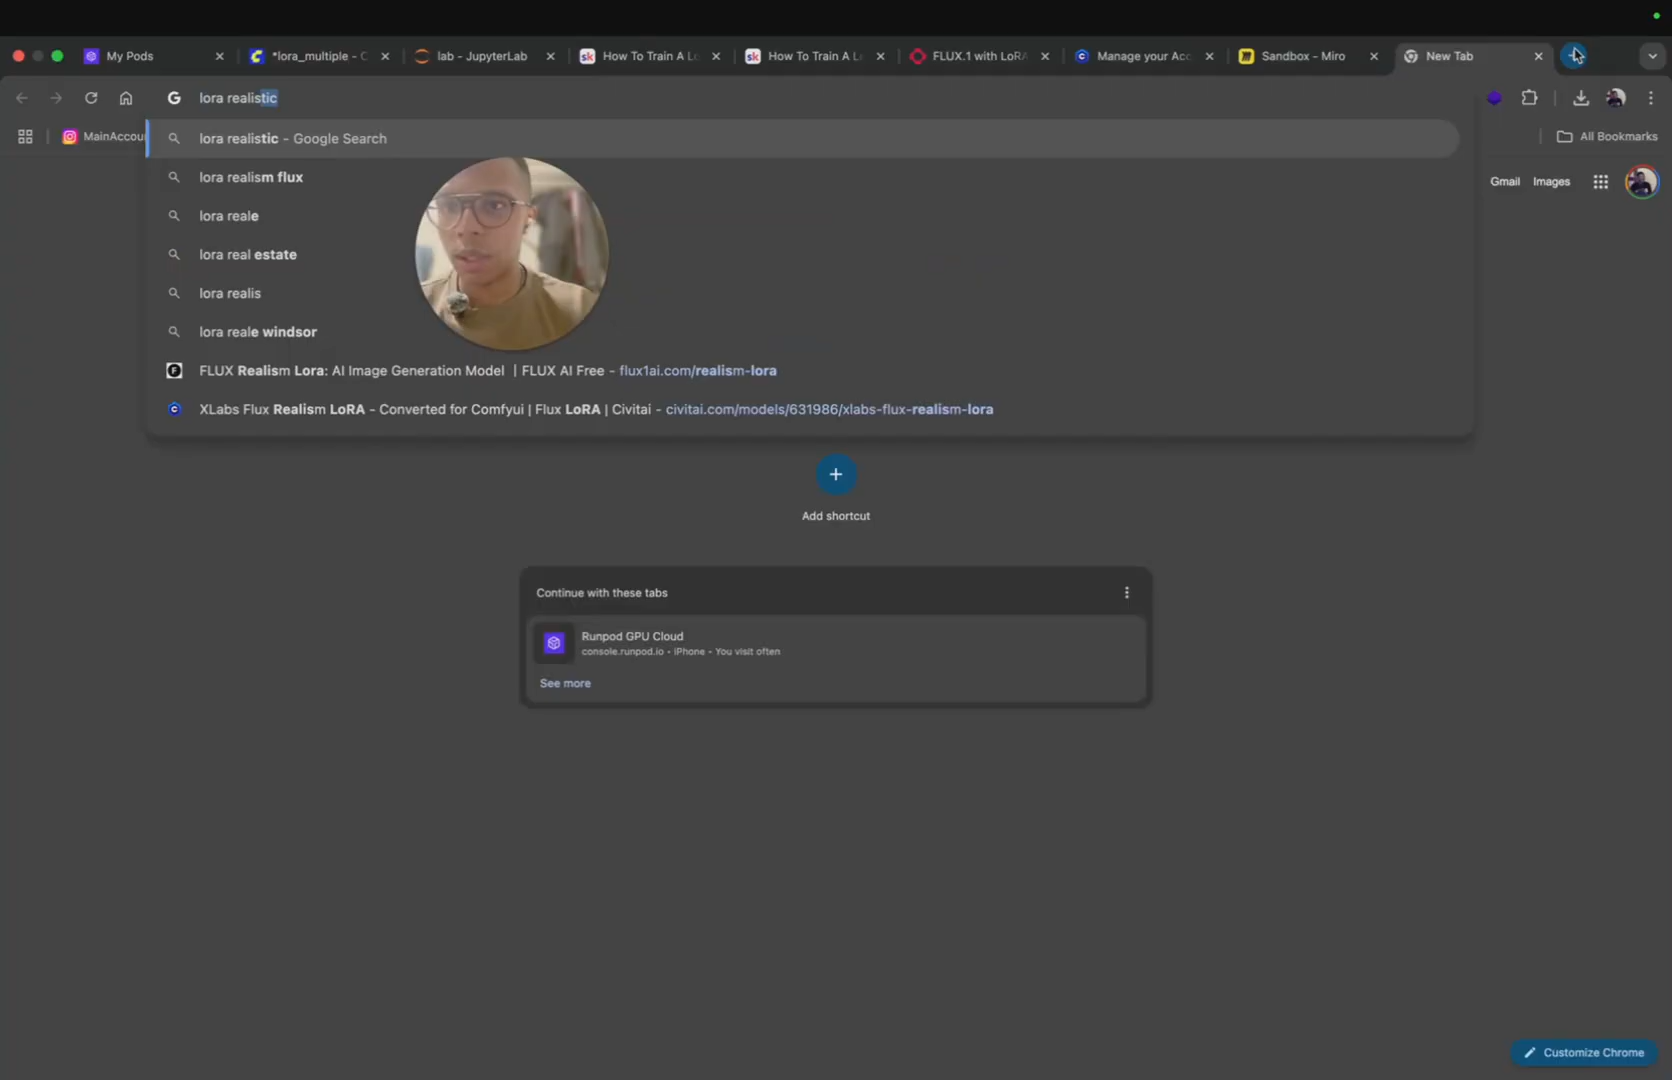 My Pods
*lora_multiple - C
lab - JupyterLab
How To Train A Lo
How To Train A Lo
FLUX.1 with LoRA
Manage your Acc
Sandbox - Miro
New Tab
lora realistic
MainAccou
All Bookmarks
lora realistic - Google Search
lora realism flux
lora reale
lora real estate
lora realis
lora reale windsor
FLUX Realism Lora: AI Image Generation Model | FLUX AI Free - flux1ai.com/realism-lora
XLabs Flux Realism LoRA - Converted for Comfyui | Flux LoRA | Civitai - civitai.com/models/631986/xlabs-flux-realism-lora
Gmail Images
Add shortcut
Continue with these tabs
Runpod GPU Cloud
console.runpod.io • iPhone • You visit often
See more
Customize Chrome